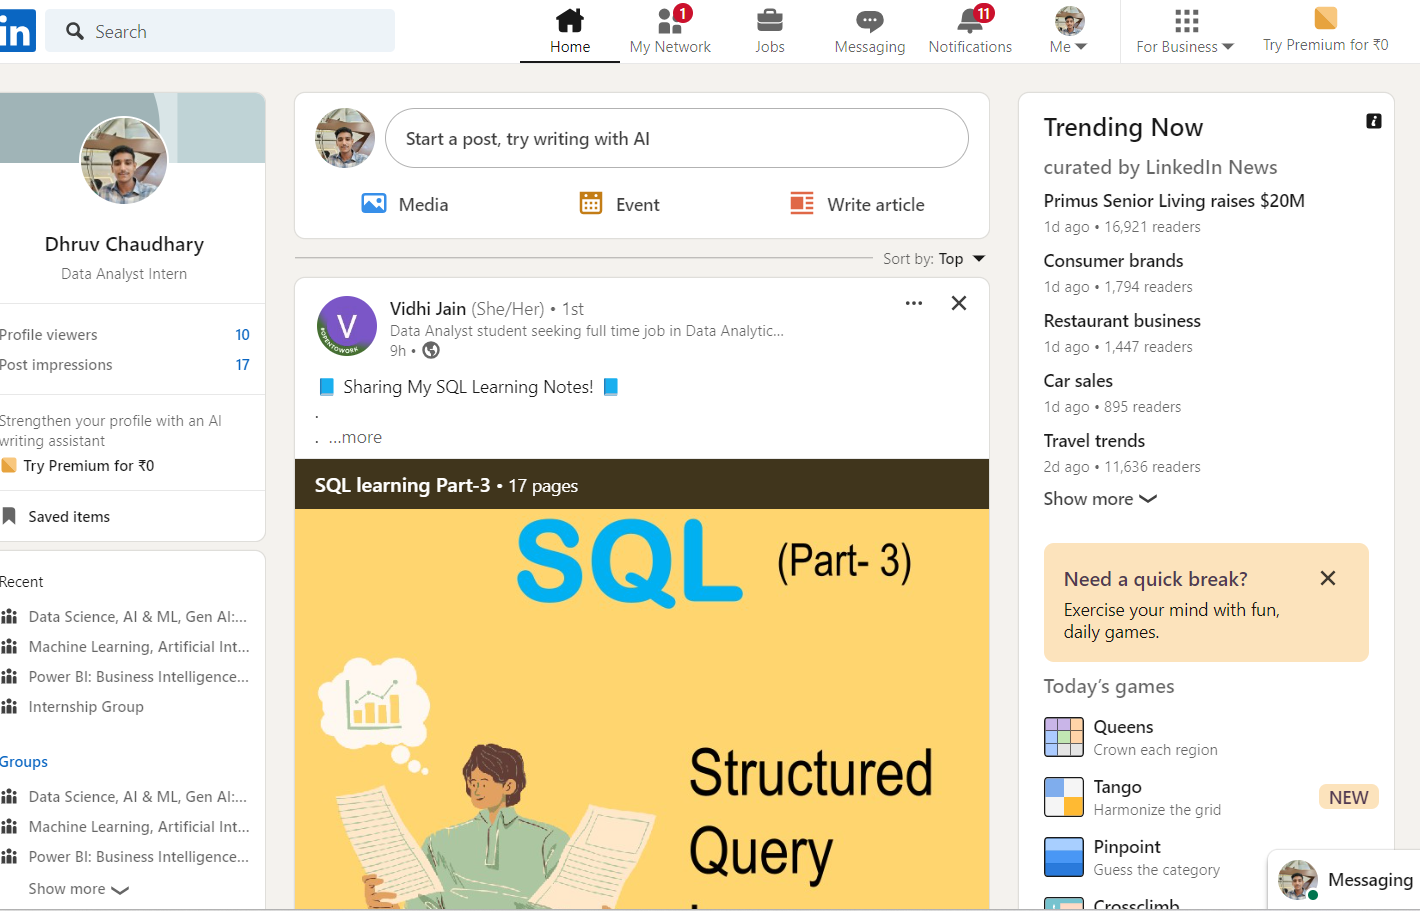 in
Search
Home
1
My Network
Jobs
Messaging
11
Notifications
Me
For Business
Try Premium for ₹0
Dhruv Chaudhary
Data Analyst Intern
Profile viewers 10
Post impressions 17
Strengthen your profile with an AI
writing assistant
Try Premium for ₹0
Saved items
Recent
Data Science, AI & ML, Gen AI:...
Machine Learning, Artificial Int...
Power BI: Business Intelligence...
Internship Group
Groups
Data Science, AI & ML, Gen AI:...
Machine Learning, Artificial Int...
Power BI: Business Intelligence...
Show more
Start a post, try writing with AI
Media
Event
Write article
Sort by: Top
V
#OPENTOWORK
Vidhi Jain (She/Her) • 1st
Data Analyst student seeking full time job in Data Analytic...
9h •
Sharing My SQL Learning Notes!
.
. ...more
SQL learning Part-3 • 17 pages
SQL (Part- 3)
Structured
Query
Trending Now
curated by LinkedIn News
Primus Senior Living raises $20M
1d ago • 16,921 readers
Consumer brands
1d ago • 1,794 readers
Restaurant business
1d ago • 1,447 readers
Car sales
1d ago • 895 readers
Travel trends
2d ago • 11,636 readers
Show more
Need a quick break?
Exercise your mind with fun,
daily games.
Today's games
Queens
Crown each region
Tango
Harmonize the grid
NEW
Pinpoint
Guess the category
Crossclimb
Messaging